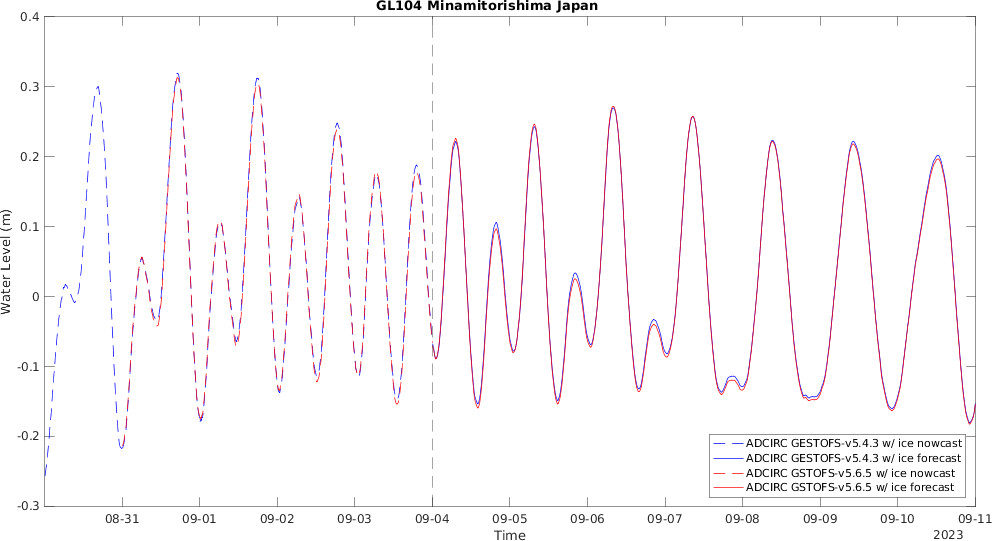 GL104 Minamitorishima Japan
0.4
0.3
0.2
0.1
0
-0.1
-0.2
-0.3
Water Level (m)
ADCIRC GESTOFS-v5.4.3 w/ ice nowcast
ADCIRC GESTOFS-v5.4.3 w/ ice forecast
ADCIRC GSTOFS-v5.6.5 w/ ice nowcast
ADCIRC GSTOFS-v5.6.5 w/ ice forecast
08-31 09-01 09-02 09-03 09-04 09-05 09-06 09-07 09-08 09-09 09-10 09-11
Time
2023